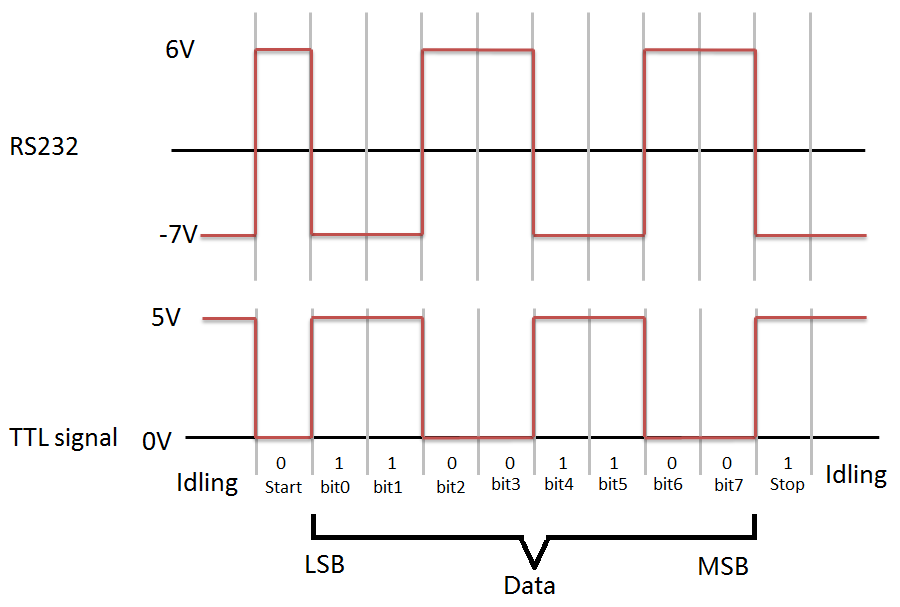 6V
RS232
-7V
5V
TTL signal 0V
0 1 1 0 0 1 1 0 0 1
Idling Start bit0 bit1 bit2 bit3 bit4 bit5 bit6 bit7 Stop Idling
LSB MSB
Data